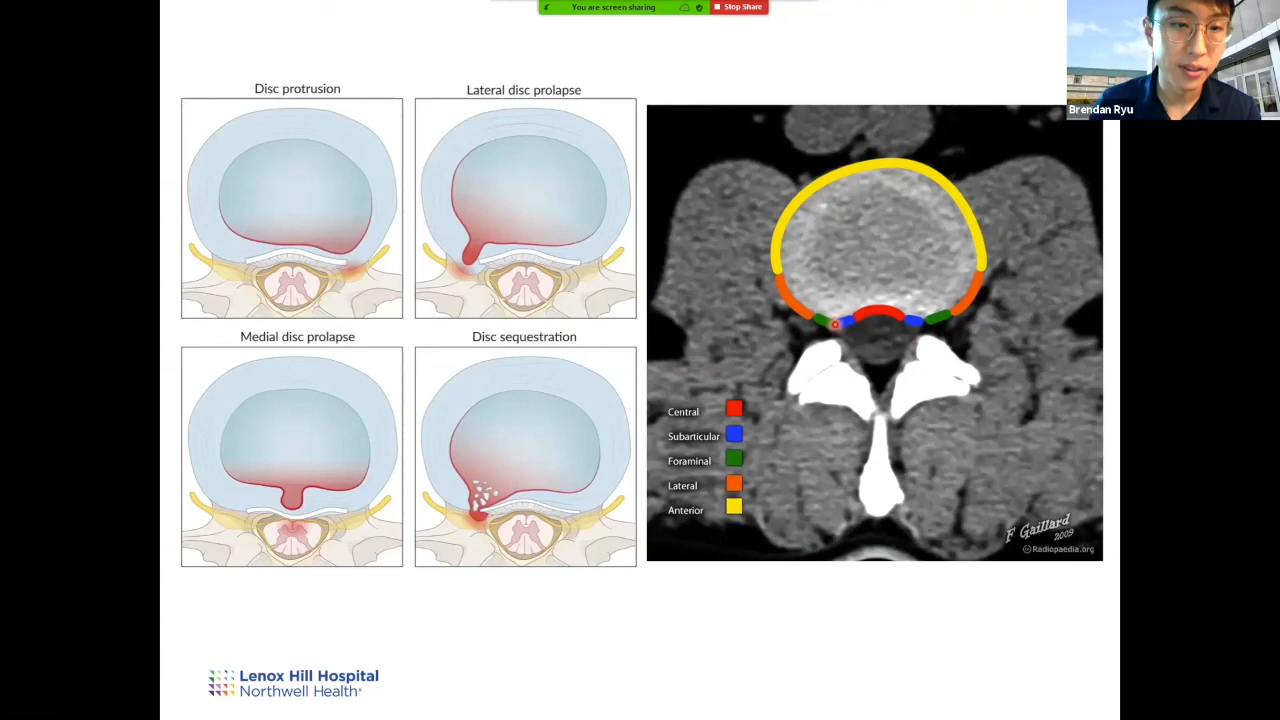 You are screen sharing
Stop Share
Brendan Ryu
Disc protrusion
Lateral disc prolapse
Medial disc prolapse
Disc sequestration
Central
Subarticular
Foraminal
Lateral
Anterior
F Gaillard
2009
© Radiopaedia.org
Lenox Hill Hospital
Northwell Health®